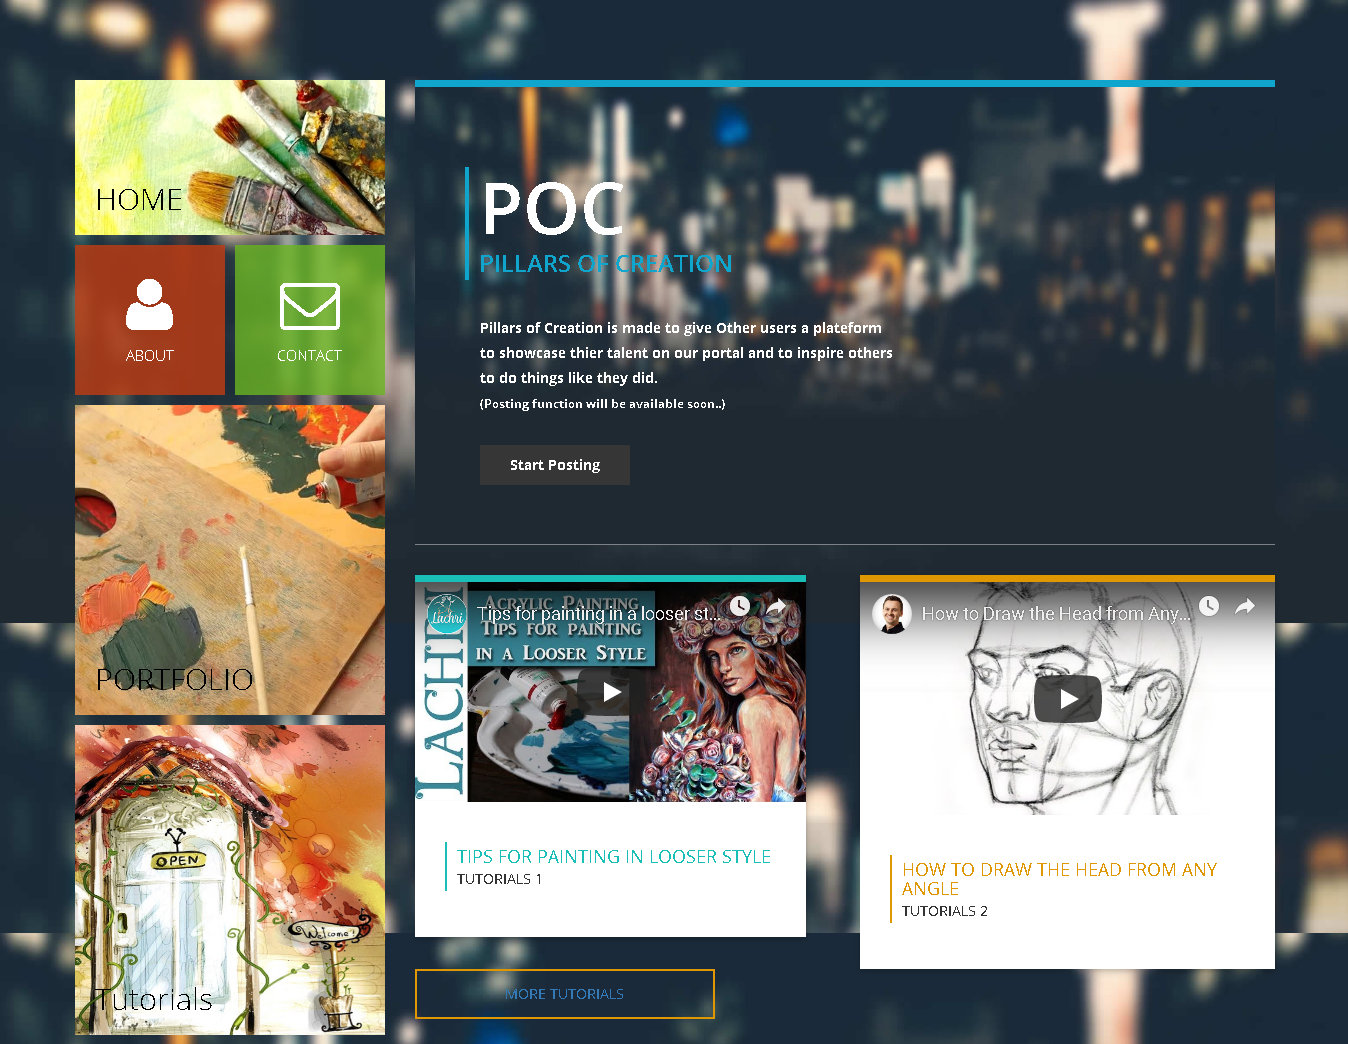 HOME
ABOUT
CONTACT
PORTFOLIO
OPEN
Welcome!
Tutorials
POC
PILLARS OF CREATION
Pillars of Creation is made to give Other users a plateform
to showcase thier talent on our portal and to inspire others
to do things like they did.
(Posting function will be available soon..)
Start Posting
LACHRI
Lachri
Tips for painting in a looser st...
ACRYLIC PAINTING
TIPS FOR PAINTING
IN A LOOSER STYLE
TIPS FOR PAINTING IN LOOSER STYLE
TUTORIALS 1
How to Draw the Head from Any...
HOW TO DRAW THE HEAD FROM ANY
ANGLE
TUTORIALS 2
MORE TUTORIALS